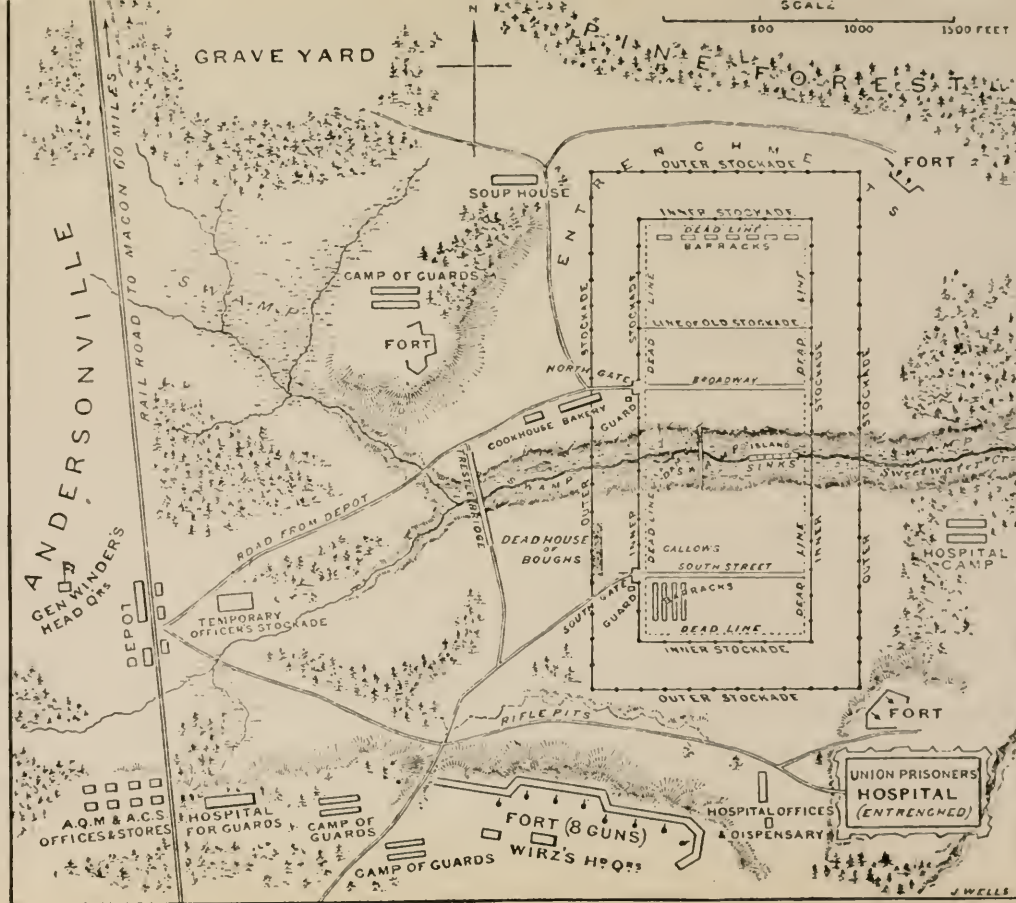 SCALE
500 1000 1500 FEET
N
GRAVE YARD
PINE FOREST
ANDERSONVILLE
RAIL ROAD TO MACON 60 MILES
SWAMP
SOUP HOUSE
ENTRENCHMENTS
OUTER STOCKADE
FORT
INNER STOCKADE
DEAD LINE
BARRACKS
CAMP OF GUARDS
FORT
STOCKADE
STOCKADE
DEAD LINE
DEAD LINE
LINE OF OLD STOCKADE
NORTH GATE
BROADWAY
STOCKADE
STOCKADE
COOKHOUSE
BAKERY
GUARD
TRESTLE BRIDGE
SWAMP
ISLAND
SINKS
SWAMP
Sweetwater Cr
ROAD FROM DEPOT
OUTER
INNER
DEAD LINE
DEAD LINE
INNER
OUTER
DEAD HOUSE
OF
BOUGHS
GALLOWS
SOUTH STREET
HOSPITAL
CAMP
GEN WINDER'S
HEAD QRS
DEPOT
TEMPORARY
OFFICER'S STOCKADE
SOUTH GATE
GUARD
BARRACKS
DEAD LINE
INNER STOCKADE
OUTER STOCKADE
RIFLE PITS
FORT
A.Q.M & A.C.S.
OFFICES & STORES
HOSPITAL
FOR GUARDS
CAMP OF
GUARDS
CAMP OF GUARDS
FORT (8 GUNS)
WIRZ'S HD QRS
HOSPITAL OFFICES
& DISPENSARY
UNION PRISONERS
HOSPITAL
(ENTRENCHED)
J. WELLS